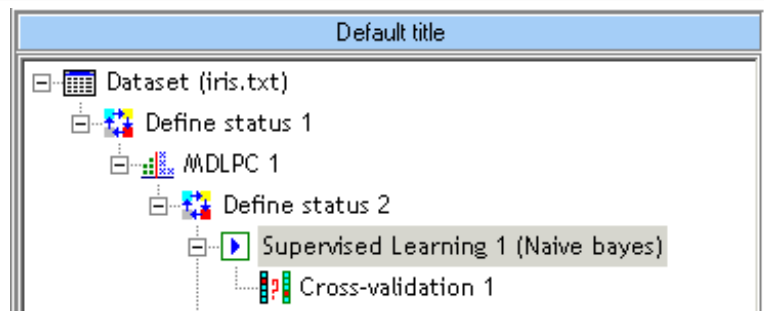 Default title
Dataset (iris.txt)
Define status 1
MDLPC 1
Define status 2
Supervised Learning 1 (Naive bayes)
Cross-validation 1